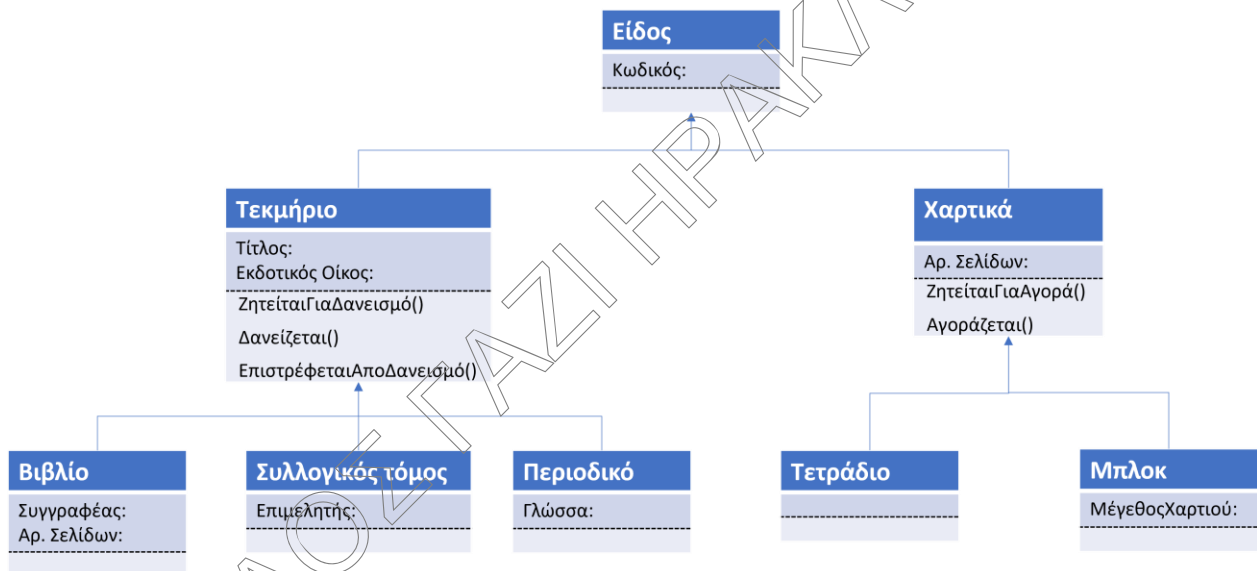 Είδος
Κωδικός:
Τεκμήριο
Τίτλος:
Εκδοτικός Οίκος:
ΖητείταιΓιαΔανεισμό()
Δανείζεται()
ΕπιστρέφεταιΑποΔανεισμό()
Χαρτικά
Αρ. Σελίδων:
ΖητείταιΓιαΑγορά()
Αγοράζεται()
Βιβλίο
Συγγραφέας:
Αρ. Σελίδων:
Συλλογικός τόμος
Επιμελητής:
Περιοδικό
Γλώσσα:
Τετράδιο
Μπλοκ
ΜέγεθοςΧαρτιού:
ΓΑΖΙ